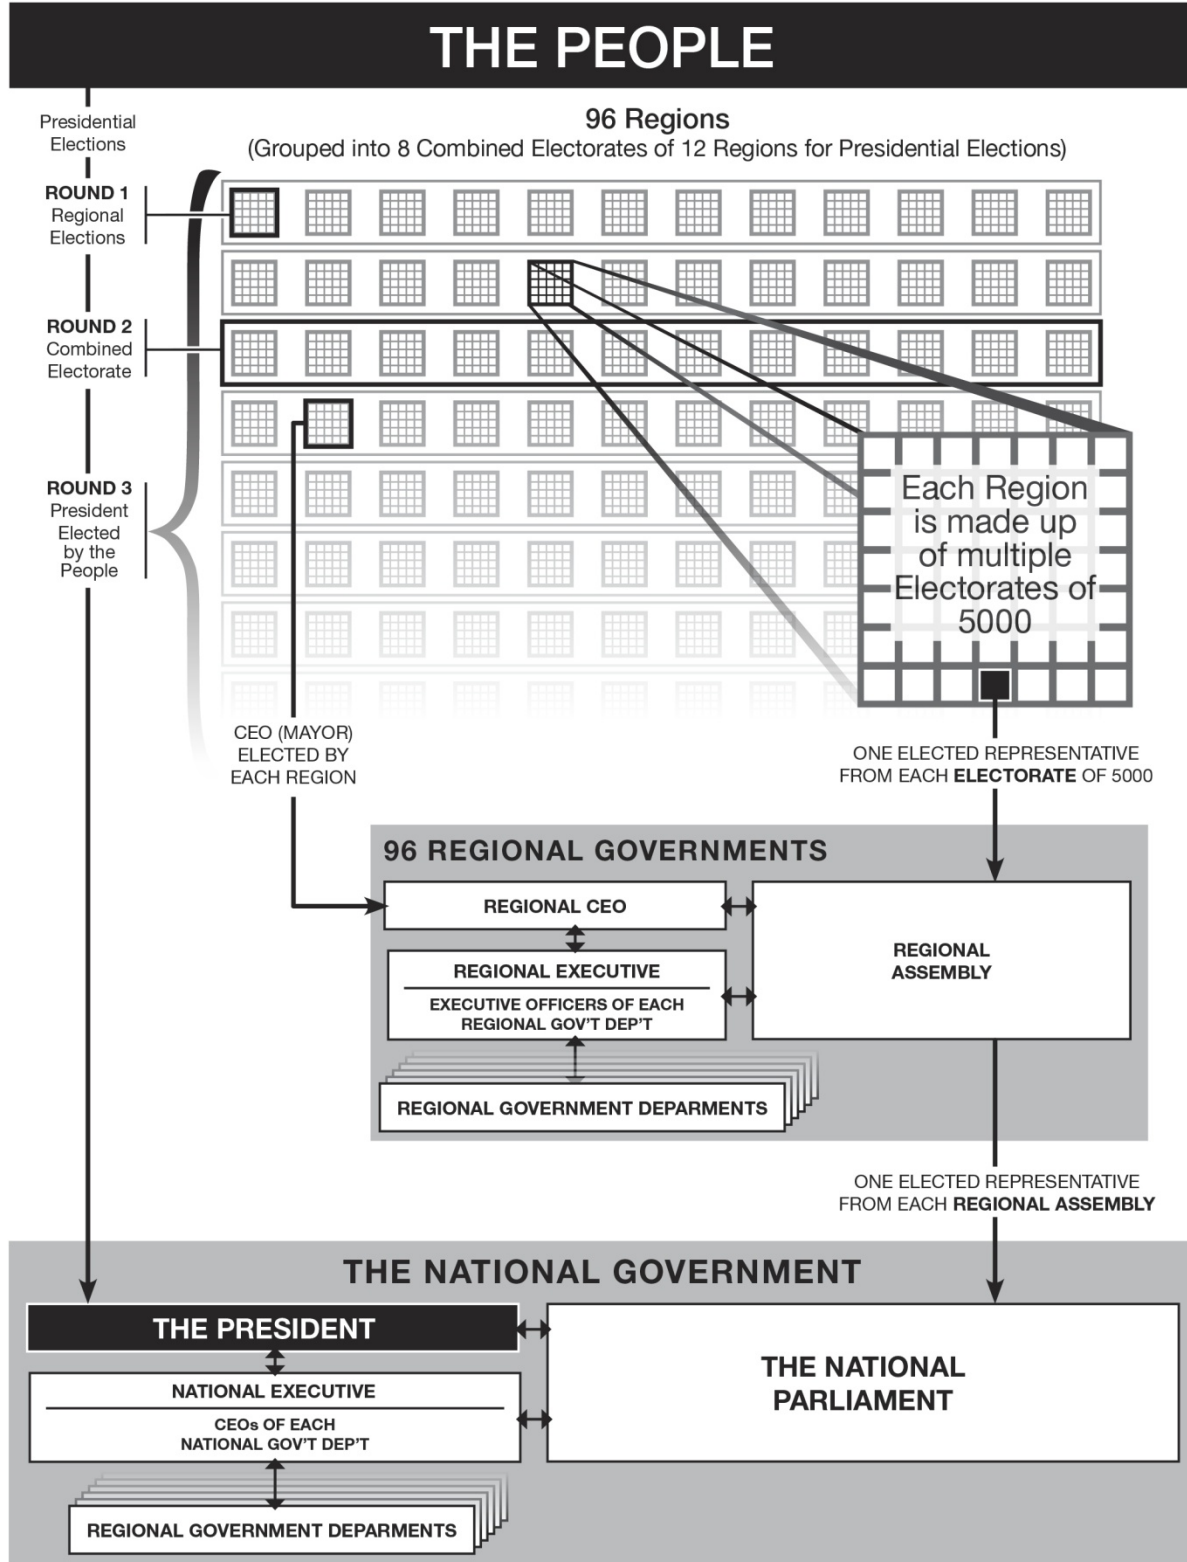 THE PEOPLE
Presidential
Elections
96 Regions
(Grouped into 8 Combined Electorates of 12 Regions for Presidential Elections)
ROUND 1
Regional
Elections
ROUND 2
Combined
Electorate
ROUND 3
President
Elected
by the
People
Each Region
is made up
of multiple
Electorates of
5000
CEO (MAYOR)
ELECTED BY
EACH REGION
ONE ELECTED REPRESENTATIVE
FROM EACH ELECTORATE OF 5000
96 REGIONAL GOVERNMENTS
REGIONAL CEO
REGIONAL EXECUTIVE
EXECUTIVE OFFICERS OF EACH
REGIONAL GOV'T DEP'T
REGIONAL
ASSEMBLY
REGIONAL GOVERNMENT DEPARMENTS
ONE ELECTED REPRESENTATIVE
FROM EACH REGIONAL ASSEMBLY
THE NATIONAL GOVERNMENT
THE PRESIDENT
NATIONAL EXECUTIVE
CEOs OF EACH
NATIONAL GOV'T DEP'T
THE NATIONAL
PARLIAMENT
REGIONAL GOVERNMENT DEPARMENTS